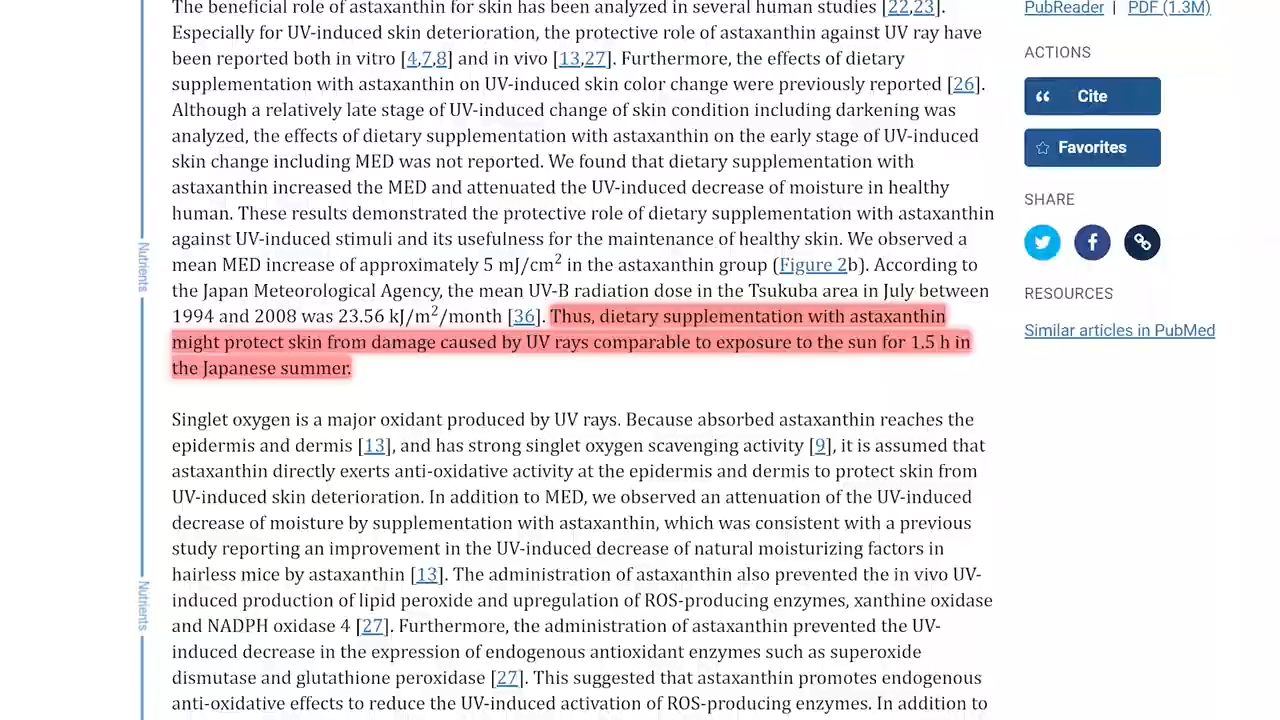 The beneficial role of astaxanthin for skin has been analyzed in several human studies [22,23].
Especially for UV-induced skin deterioration, the protective role of astaxanthin against UV ray have
been reported both in vitro [4,7,8] and in vivo [13,27]. Furthermore, the effects of dietary
supplementation with astaxanthin on UV-induced skin color change were previously reported [26].
Although a relatively late stage of UV-induced change of skin condition including darkening was
analyzed, the effects of dietary supplementation with astaxanthin on the early stage of UV-induced
skin change including MED was not reported. We found that dietary supplementation with
astaxanthin increased the MED and attenuated the UV-induced decrease of moisture in healthy
human. These results demonstrated the protective role of dietary supplementation with astaxanthin
against UV-induced stimuli and its usefulness for the maintenance of healthy skin. We observed a
mean MED increase of approximately 5 mJ/cm² in the astaxanthin group (Figure 2b). According to
the Japan Meteorological Agency, the mean UV-B radiation dose in the Tsukuba area in July between
1994 and 2008 was 23.56 kJ/m²/month [36]. Thus, dietary supplementation with astaxanthin
might protect skin from damage caused by UV rays comparable to exposure to the sun for 1.5 h in
the Japanese summer.
Singlet oxygen is a major oxidant produced by UV rays. Because absorbed astaxanthin reaches the
epidermis and dermis [13], and has strong singlet oxygen scavenging activity [9], it is assumed that
astaxanthin directly exerts anti-oxidative activity at the epidermis and dermis to protect skin from
UV-induced skin deterioration. In addition to MED, we observed an attenuation of the UV-induced
decrease of moisture by supplementation with astaxanthin, which was consistent with a previous
study reporting an improvement in the UV-induced decrease of natural moisturizing factors in
hairless mice by astaxanthin [13]. The administration of astaxanthin also prevented the in vivo UV-
induced production of lipid peroxide and upregulation of ROS-producing enzymes, xanthine oxidase
and NADPH oxidase 4 [27]. Furthermore, the administration of astaxanthin prevented the UV-
induced decrease in the expression of endogenous antioxidant enzymes such as superoxide
dismutase and glutathione peroxidase [27]. This suggested that astaxanthin promotes endogenous
anti-oxidative effects to reduce the UV-induced activation of ROS-producing enzymes. In addition to
Nutrients
Nutrients
PubReader | PDF (1.3M)
ACTIONS
Cite
Favorites
SHARE
RESOURCES
Similar articles in PubMed